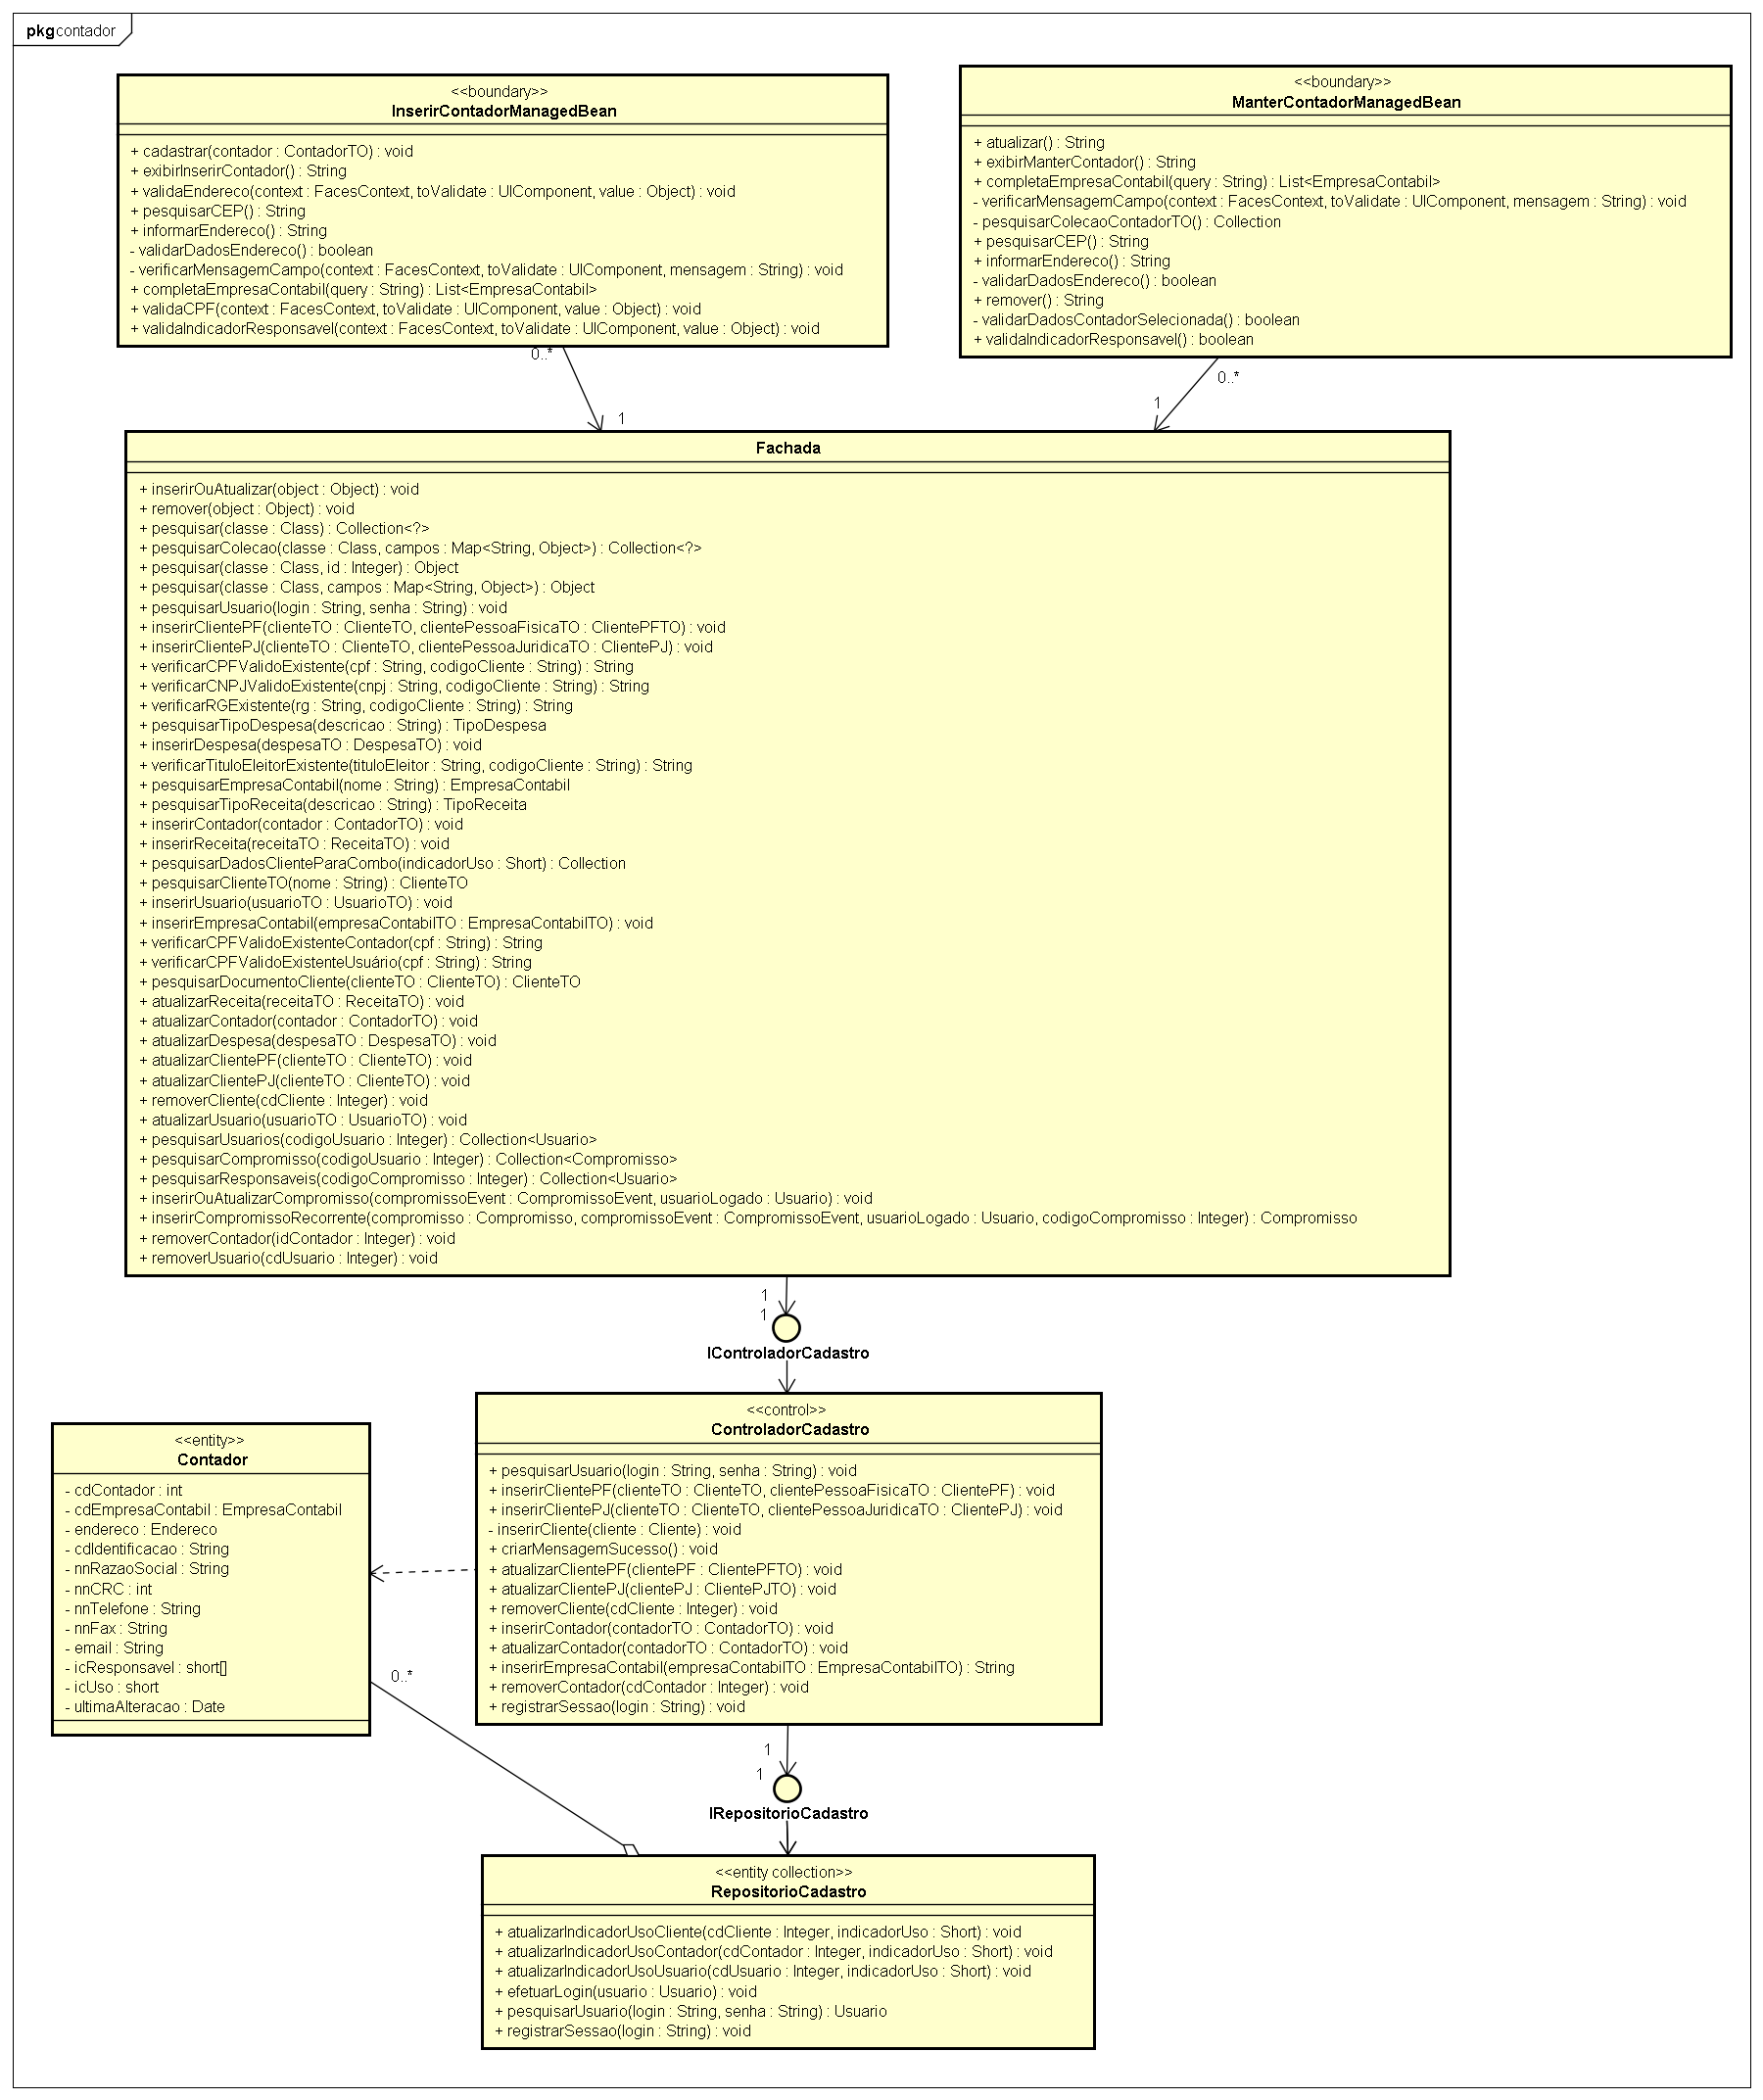 pkg contador
<<boundary>>
InserirContadorManagedBean
+ cadastrar(contador : ContadorTO) : void
+ exibirInserirContador() : String
+ validaEndereco(context : FacesContext, toValidate : UIComponent, value : Object) : void
+ pesquisarCEP() : String
+ informarEndereco() : String
- validarDadosEndereco() : boolean
- verificarMensagemCampo(context : FacesContext, toValidate : UIComponent, mensagem : String) : void
+ completaEmpresaContabil(query : String) : List<EmpresaContabil>
+ validaCPF(context : FacesContext, toValidate : UIComponent, value : Object) : void
+ validaIndicadorResponsavel(context : FacesContext, toValidate : UIComponent, value : Object) : void
<<boundary>>
ManterContadorManagedBean
+ atualizar() : String
+ exibirManterContador() : String
+ completaEmpresaContabil(query : String) : List<EmpresaContabil>
- verificarMensagemCampo(context : FacesContext, toValidate : UIComponent, mensagem : String) : void
- pesquisarColecaoContadorTO() : Collection
+ pesquisarCEP() : String
+ informarEndereco() : String
- validarDadosEndereco() : boolean
+ remover() : String
- validarDadosContadorSelecionada() : boolean
+ validaIndicadorResponsavel() : boolean
0..*
1
0..*
1
Fachada
+ inserirOuAtualizar(object : Object) : void
+ remover(object : Object) : void
+ pesquisar(classe : Class) : Collection<?>
+ pesquisarColecao(classe : Class, campos : Map<String, Object>) : Collection<?>
+ pesquisar(classe : Class, id : Integer) : Object
+ pesquisar(classe : Class, campos : Map<String, Object>) : Object
+ pesquisarUsuario(login : String, senha : String) : void
+ inserirClientePF(clienteTO : ClienteTO, clientePessoaFisicaTO : ClientePFTO) : void
+ inserirClientePJ(clienteTO : ClienteTO, clientePessoaJuridicaTO : ClientePJ) : void
+ verificarCPFValidoExistente(cpf : String, codigoCliente : String) : String
+ verificarCNPJValidoExistente(cnpj : String, codigoCliente : String) : String
+ verificarRGExistente(rg : String, codigoCliente : String) : String
+ pesquisarTipoDespesa(descricao : String) : TipoDespesa
+ inserirDespesa(despesaTO : DespesaTO) : void
+ verificarTituloEleitorExistente(tituloEleitor : String, codigoCliente : String) : String
+ pesquisarEmpresaContabil(nome : String) : EmpresaContabil
+ pesquisarTipoReceita(descricao : String) : TipoReceita
+ inserirContador(contador : ContadorTO) : void
+ inserirReceita(receitaTO : ReceitaTO) : void
+ pesquisarDadosClienteParaCombo(indicadorUso : Short) : Collection
+ pesquisarClienteTO(nome : String) : ClienteTO
+ inserirUsuario(usuarioTO : UsuarioTO) : void
+ inserirEmpresaContabil(empresaContabilTO : EmpresaContabilTO) : void
+ verificarCPFValidoExistenteContador(cpf : String) : String
+ verificarCPFValidoExistenteUsuário(cpf : String) : String
+ pesquisarDocumentoCliente(clienteTO : ClienteTO) : ClienteTO
+ atualizarReceita(receitaTO : ReceitaTO) : void
+ atualizarContador(contador : ContadorTO) : void
+ atualizarDespesa(despesaTO : DespesaTO) : void
+ atualizarClientePF(clienteTO : ClienteTO) : void
+ atualizarClientePJ(clienteTO : ClienteTO) : void
+ removerCliente(cdCliente : Integer) : void
+ atualizarUsuario(usuarioTO : UsuarioTO) : void
+ pesquisarUsuarios(codigoUsuario : Integer) : Collection<Usuario>
+ pesquisarCompromisso(codigoUsuario : Integer) : Collection<Compromisso>
+ pesquisarResponsaveis(codigoCompromisso : Integer) : Collection<Usuario>
+ inserirOuAtualizarCompromisso(compromissoEvent : CompromissoEvent, usuarioLogado : Usuario) : void
+ inserirCompromissoRecorrente(compromisso : Compromisso, compromissoEvent : CompromissoEvent, usuarioLogado : Usuario, codigoCompromisso : Integer) : Compromisso
+ removerContador(idContador : Integer) : void
+ removerUsuario(cdUsuario : Integer) : void
1
1
IControladorCadastro
<<control>>
ControladorCadastro
+ pesquisarUsuario(login : String, senha : String) : void
+ inserirClientePF(clienteTO : ClienteTO, clientePessoaFisicaTO : ClientePF) : void
+ inserirClientePJ(clienteTO : ClienteTO, clientePessoaJuridicaTO : ClientePJ) : void
- inserirCliente(cliente : Cliente) : void
+ criarMensagemSucesso() : void
+ atualizarClientePF(clientePF : ClientePFTO) : void
+ atualizarClientePJ(clientePJ : ClientePJTO) : void
+ removerCliente(cdCliente : Integer) : void
+ inserirContador(contadorTO : ContadorTO) : void
+ atualizarContador(contadorTO : ContadorTO) : void
+ inserirEmpresaContabil(empresaContabilTO : EmpresaContabilTO) : String
+ removerContador(cdContador : Integer) : void
+ registrarSessao(login : String) : void
<<entity>>
Contador
- cdContador : int
- cdEmpresaContabil : EmpresaContabil
- endereco : Endereco
- cdIdentificacao : String
- nnRazaoSocial : String
- nnCRC : int
- nnTelefone : String
- nnFax : String
- email : String
- icResponsavel : short[]
- icUso : short
- ultimaAlteracao : Date
0..*
1
1
IRepositorioCadastro
<<entity collection>>
RepositorioCadastro
+ atualizarIndicadorUsoCliente(cdCliente : Integer, indicadorUso : Short) : void
+ atualizarIndicadorUsoContador(cdContador : Integer, indicadorUso : Short) : void
+ atualizarIndicadorUsoUsuario(cdUsuario : Integer, indicadorUso : Short) : void
+ efetuarLogin(usuario : Usuario) : void
+ pesquisarUsuario(login : String, senha : String) : Usuario
+ registrarSessao(login : String) : void